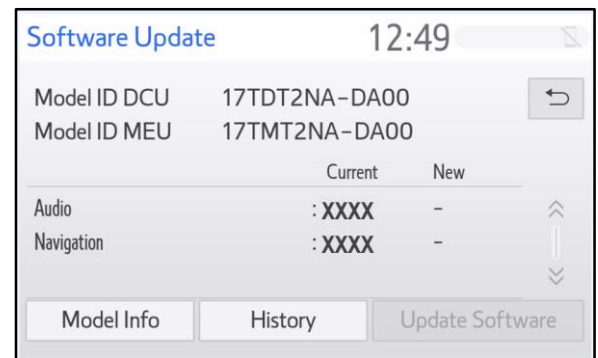 Software Update 12:49
Model ID DCU 17TDT2NA-DA00
Model ID MEU 17TMT2NA-DA00
Current New
Audio : XXXX -
Navigation : XXXX -
Model Info History Update Software